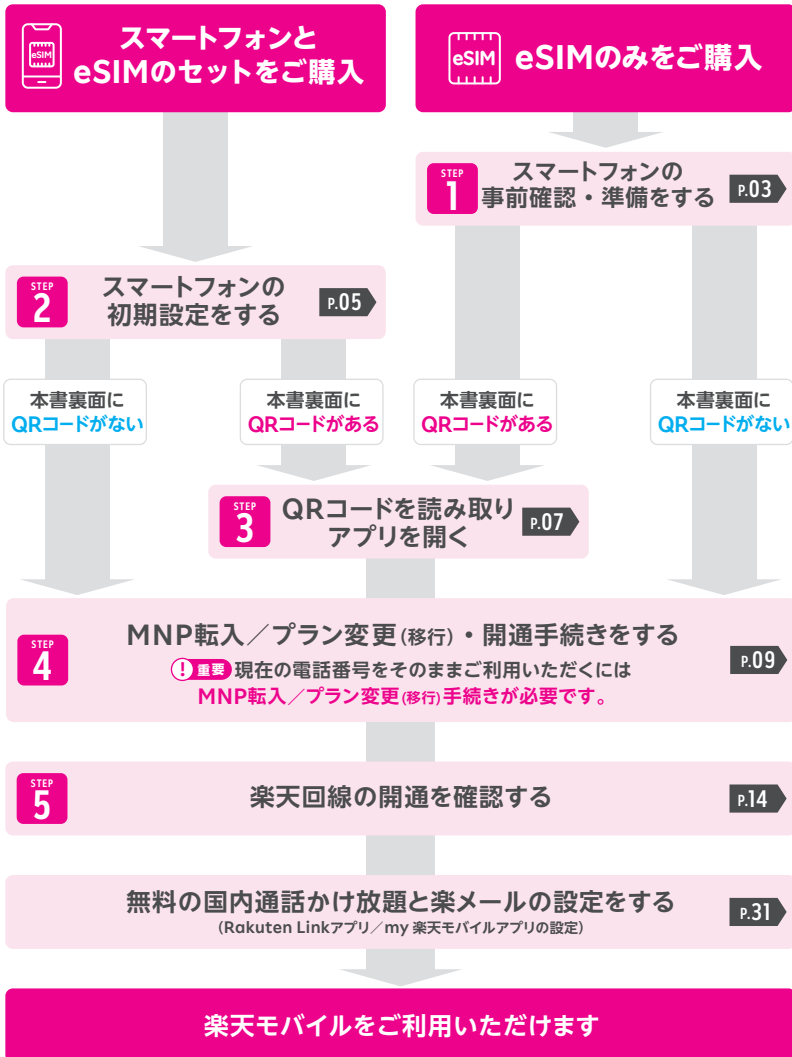 eSIM
スマートフォンと
eSIMのセットをご購入
eSIM
eSIMのみをご購入
STEP
1
スマートフォンの
事前確認・準備をする
P.03
STEP
2
スマートフォンの
初期設定をする
P.05
本書裏面に
QRコードがない
本書裏面に
QRコードがある
本書裏面に
QRコードがある
本書裏面に
QRコードがない
STEP
3
QRコードを読み取り
アプリを開く
P.07
STEP
4
MNP転入／プラン変更(移行)・開通手続きをする
! 重要 現在の電話番号をそのままご利用いただくには
MNP転入／プラン変更(移行)手続きが必要です。
P.09
STEP
5
楽天回線の開通を確認する
P.14
無料の国内通話かけ放題と楽メールの設定をする
(Rakuten Linkアプリ／my 楽天モバイルアプリの設定)
P.31
楽天モバイルをご利用いただけます